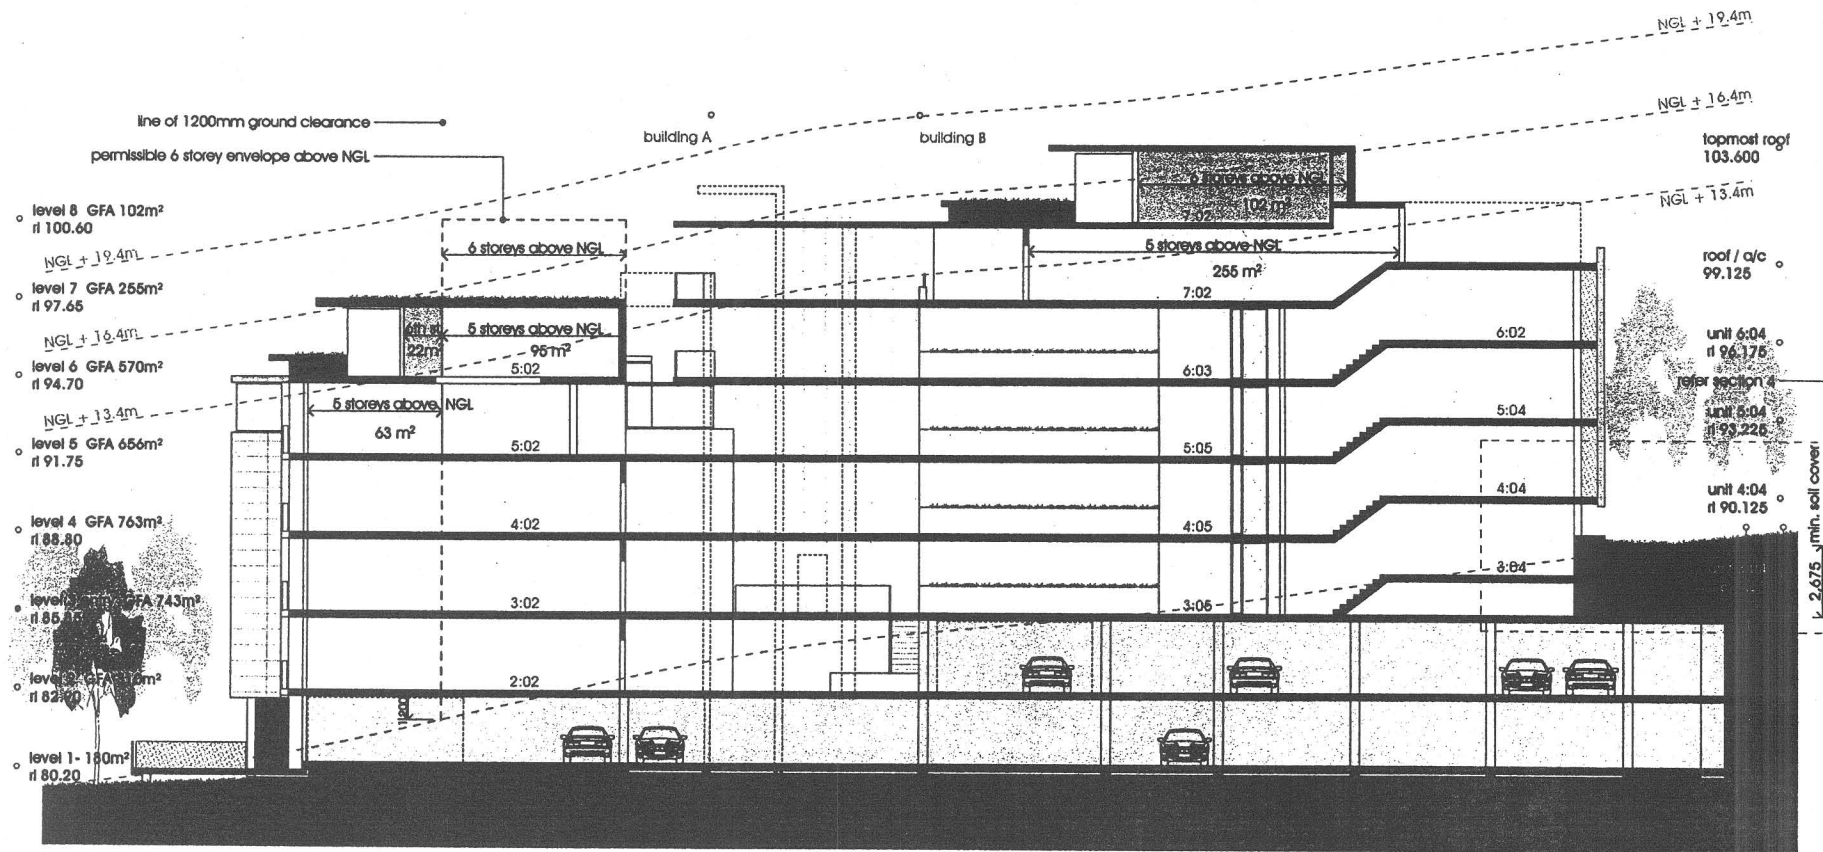 NGL + 19.4m
line of 1200mm ground clearance
permissible 6 storey envelope above NGL
building A
building B
NGL + 16.4m
topmost roof
103.600
NGL + 13.4m
level 8 GFA 102m²
rl 100.60
NGL + 19.4m
6 storeys above NGL
6 storeys above NGL
102 m²
7:02
5 storeys above NGL
255 m²
roof / a/c
99.125
level 7 GFA 255m²
rl 97.65
7:02
NGL + 16.4m
6th st
22m²
5 storeys above NGL
95 m²
6:02
unit 6:04
rl 96.175
level 6 GFA 570m²
rl 94.70
5:02
6:03
refer section 4
NGL + 13.4m
5 storeys above NGL
63 m²
5:04
unit 5:04
rl 93.225
level 5 GFA 656m²
rl 91.75
5:02
5:05
4:04
unit 4:04
rl 90.125
level 4 GFA 763m²
rl 88.80
4:02
4:05
3:04
2,675 min. soil cover
GFA 743m²
3:02
3:05
2:02
level 1- 180m²
rl 80.20